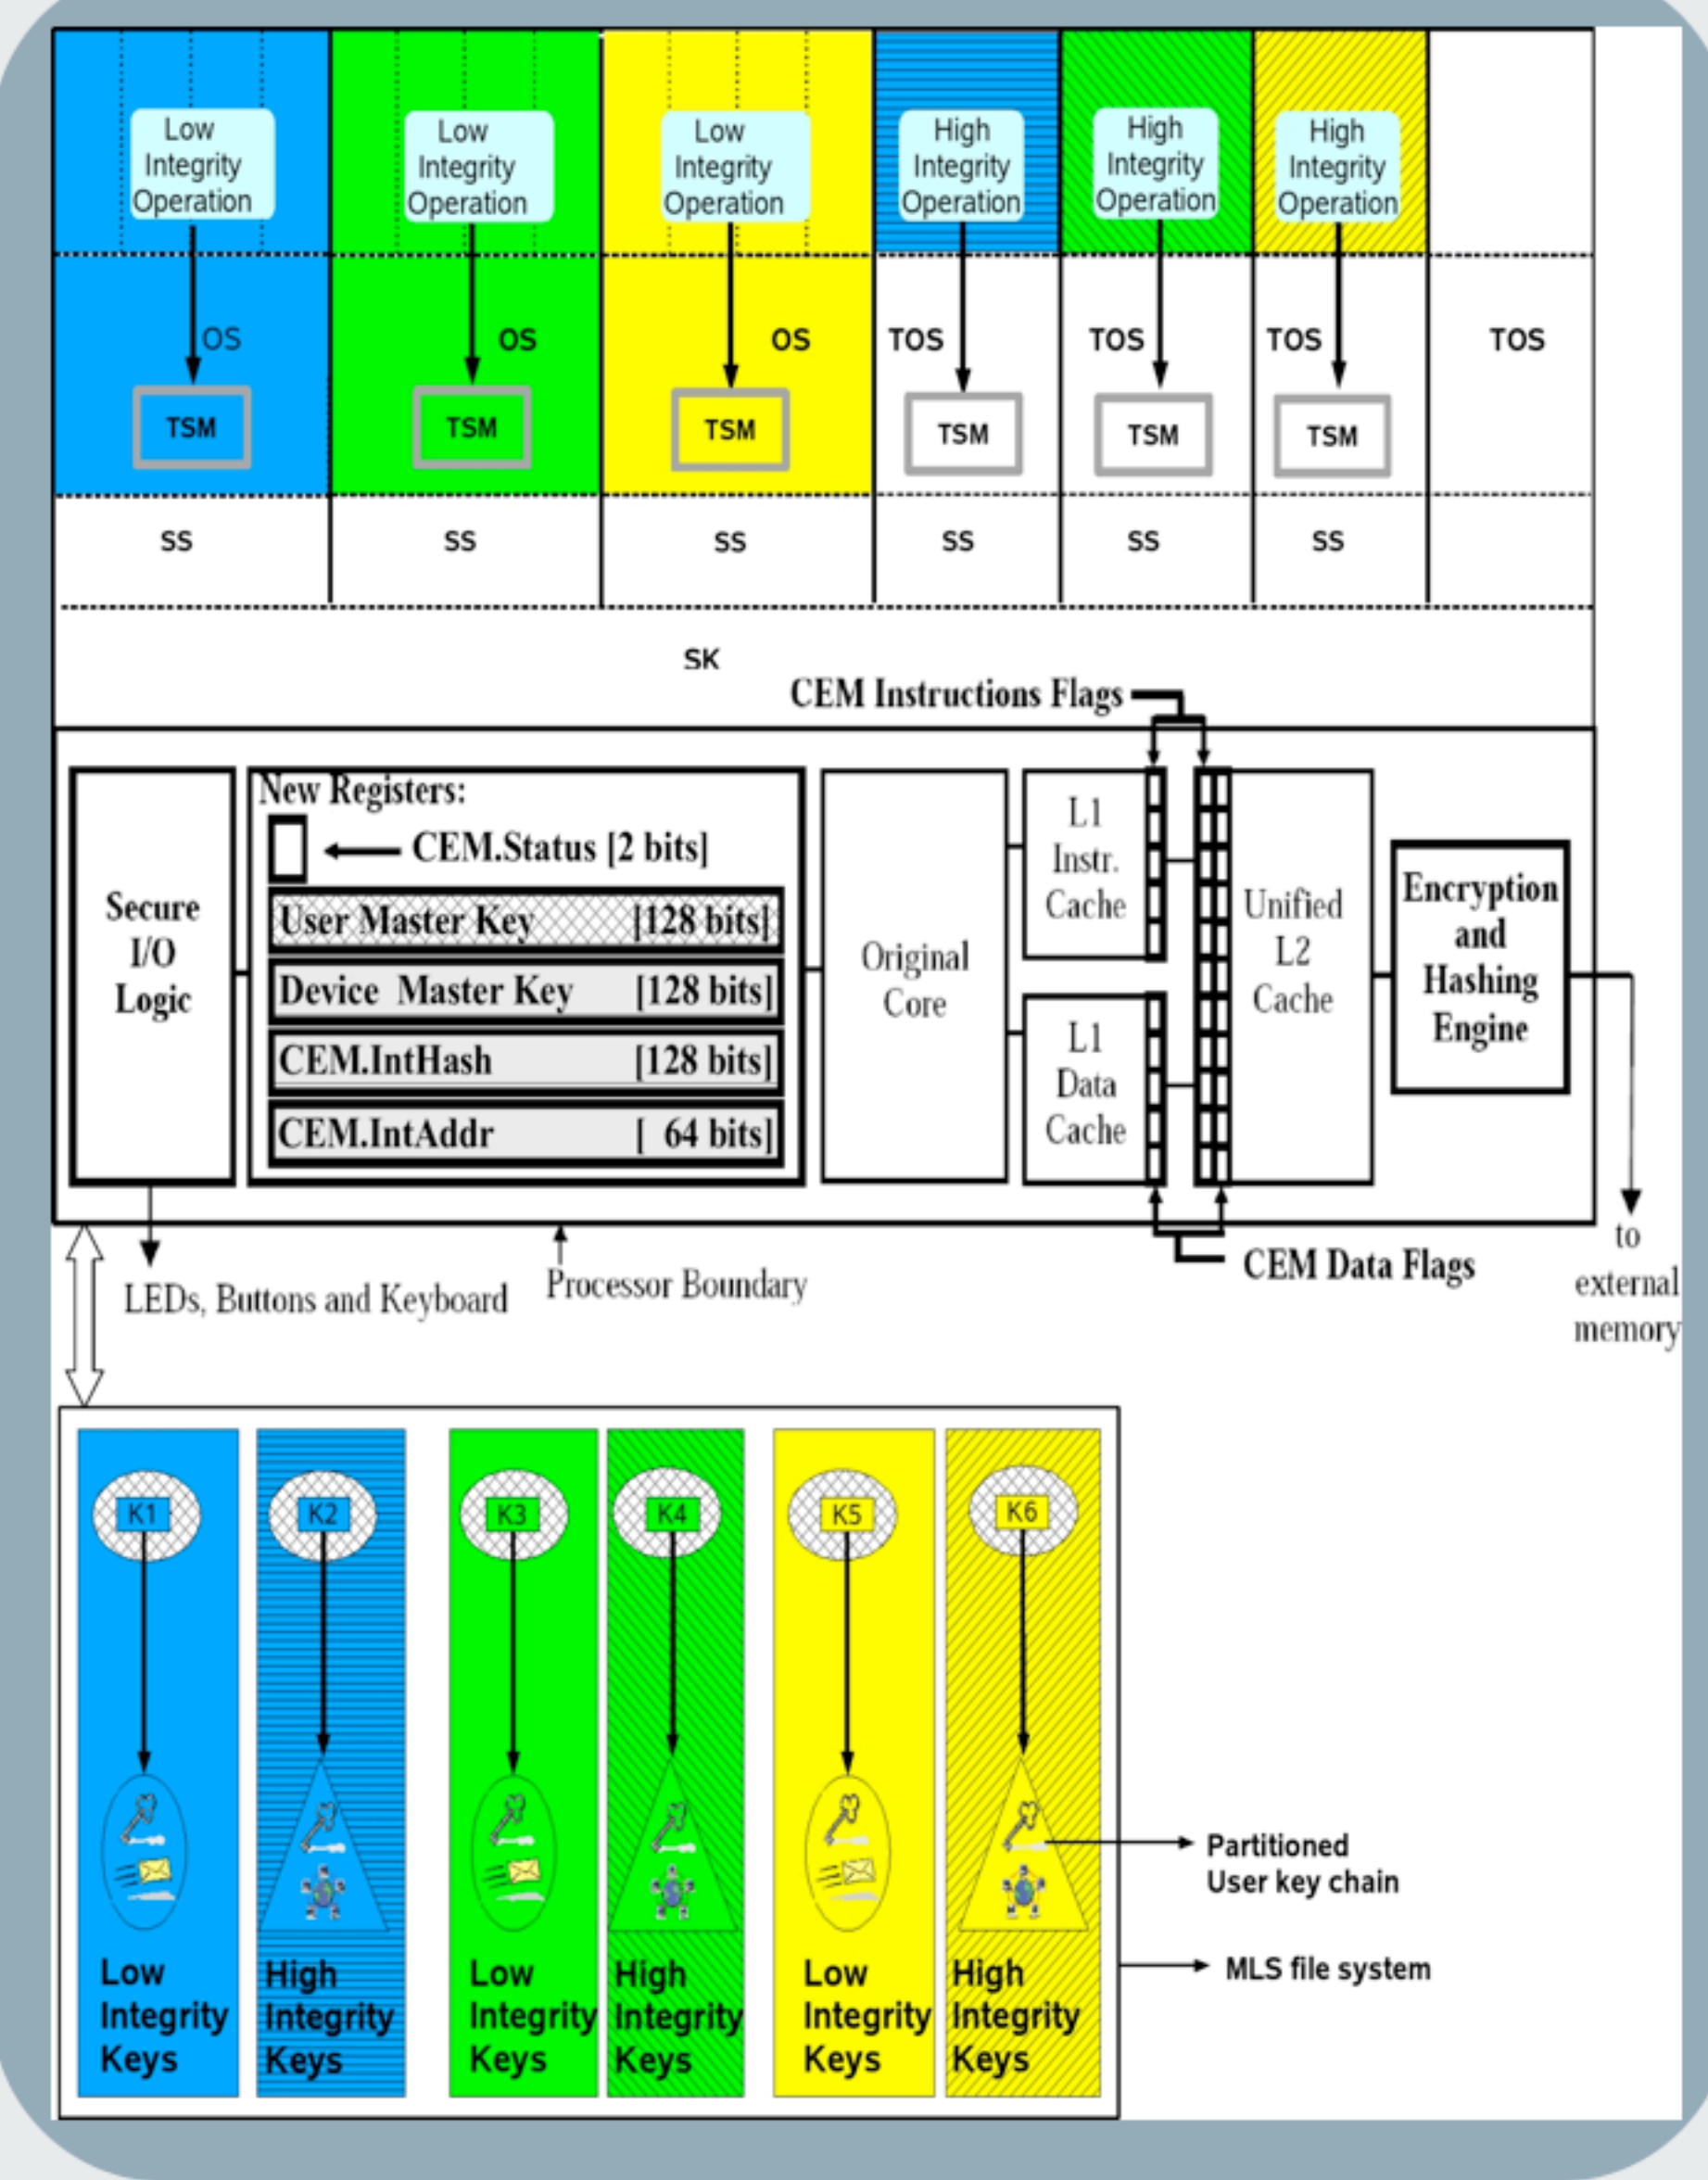 Low
Integrity
Operation
Low
Integrity
Operation
Low
Integrity
Operation
High
Integrity
Operation
High
Integrity
Operation
High
Integrity
Operation
OS
OS
OS
TOS
TOS
TOS
TOS
TSM
TSM
TSM
TSM
TSM
TSM
SS
SS
SS
SS
SS
SS
SK
CEM Instructions Flags
Secure
I/O
Logic
New Registers:
CEM.Status [2 bits]
User Master Key [128 bits]
Device Master Key [128 bits]
CEM.IntHash [128 bits]
CEM.IntAddr [ 64 bits]
Original
Core
L1
Instr.
Cache
L1
Data
Cache
Unified
L2
Cache
Encryption
and
Hashing
Engine
LEDs, Buttons and Keyboard
Processor Boundary
CEM Data Flags
to
external
memory
K1
K2
K3
K4
K5
K6
Partitioned
User key chain
MLS file system
Low
Integrity
Keys
High
Integrity
Keys
Low
Integrity
Keys
High
Integrity
Keys
Low
Integrity
Keys
High
Integrity
Keys